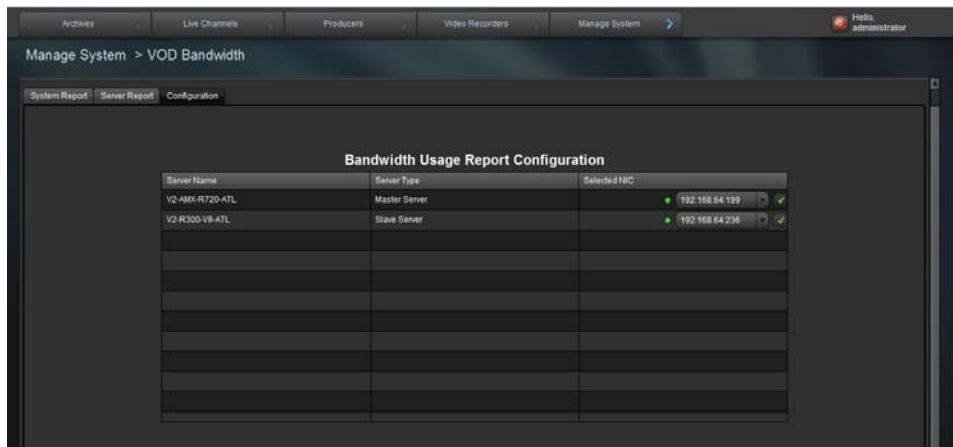 Archives Live Channels Producers Video Recorders Manage System Hello, administrator
Manage System > VOD Bandwidth
System Report Server Report Configuration
Bandwidth Usage Report Configuration
Server Name Server Type Selected NIC
V2-AMX-R720-ATL Master Server 192.168.64.199
V2-R300-V8-ATL Slave Server 192.168.64.236